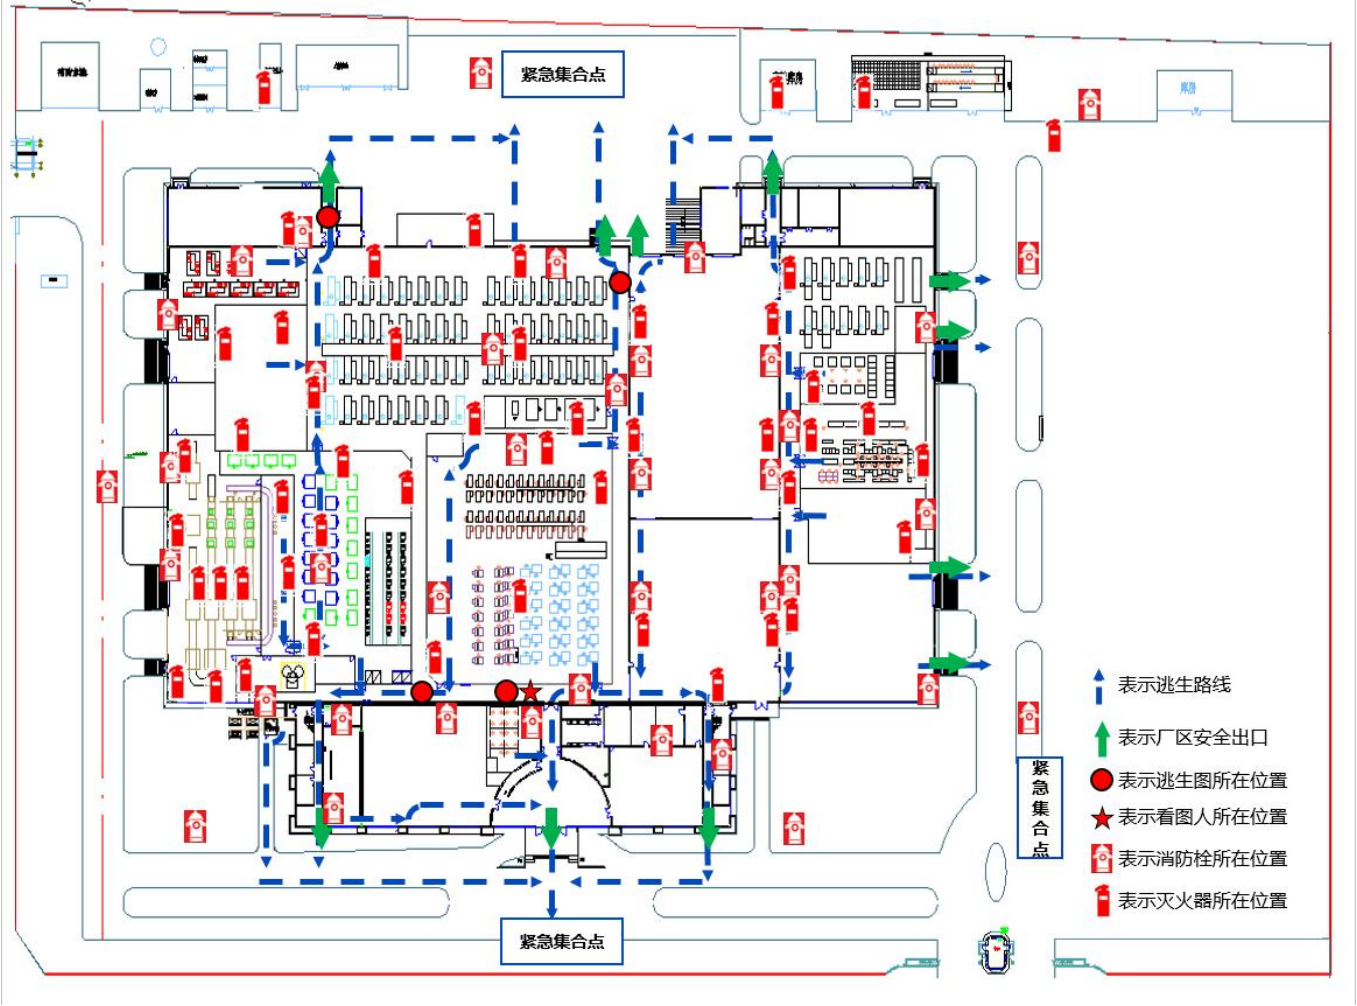 紧急集合点
库房
表示逃生路线
表示厂区安全出口
表示逃生图所在位置
表示看图人所在位置
表示消防栓所在位置
表示灭火器所在位置
紧急集合点
紧急集合点